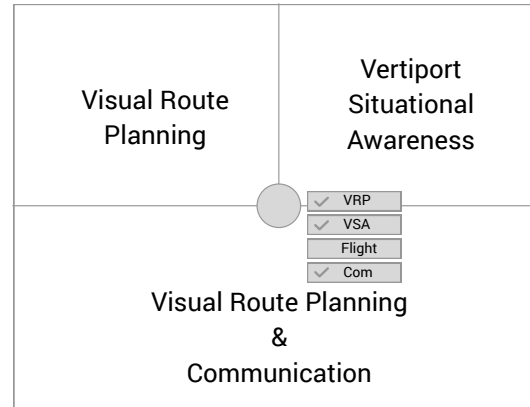 Visual Route
Planning
Vertiport
Situational
Awareness
VRP
VSA
Flight
Com
Visual Route Planning
&
Communication